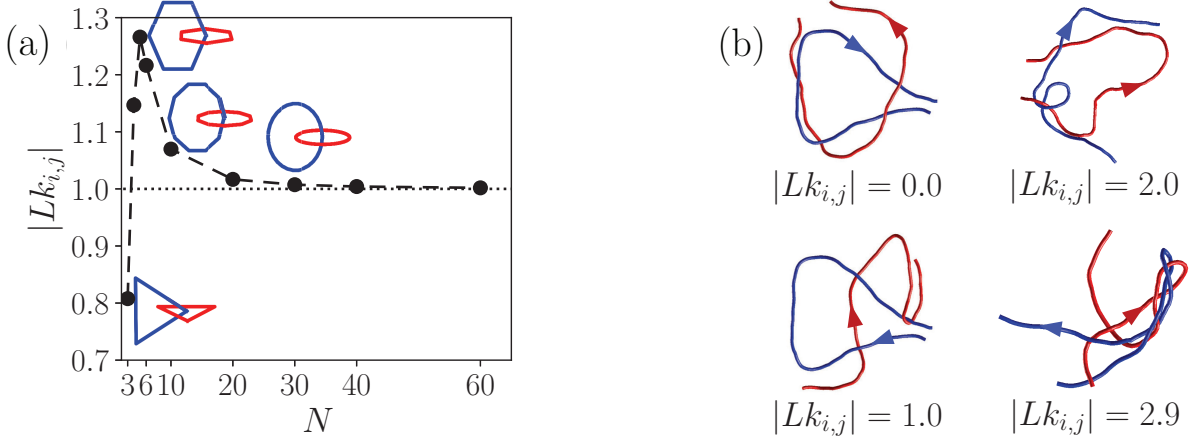 (a)
1.3
1.2
1.1
1.0
0.9
0.8
0.7
|Lk_{i,j}|
3 6 10 20 30 40 60
N
(b)
|Lk_{i,j}| = 0.0
|Lk_{i,j}| = 2.0
|Lk_{i,j}| = 1.0
|Lk_{i,j}| = 2.9